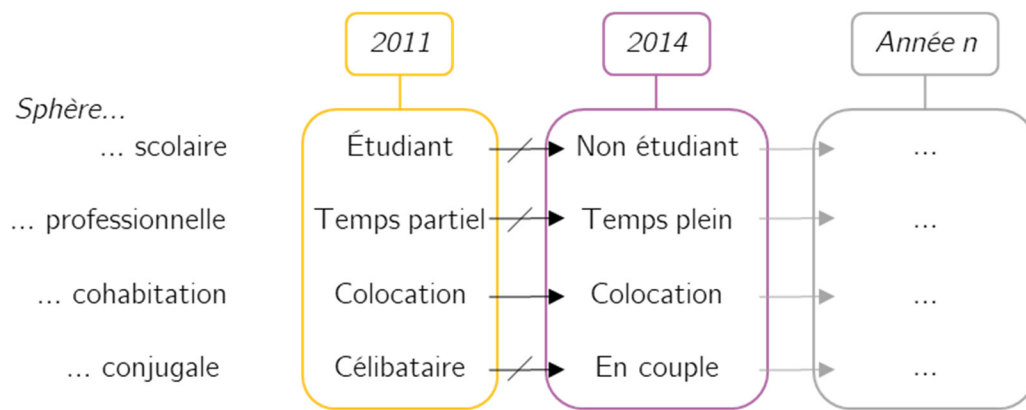 2011 2014 Année n
Sphère...
... scolaire Étudiant Non étudiant ...
... professionnelle Temps partiel Temps plein ...
... cohabitation Colocation Colocation ...
... conjugale Célibataire En couple ...